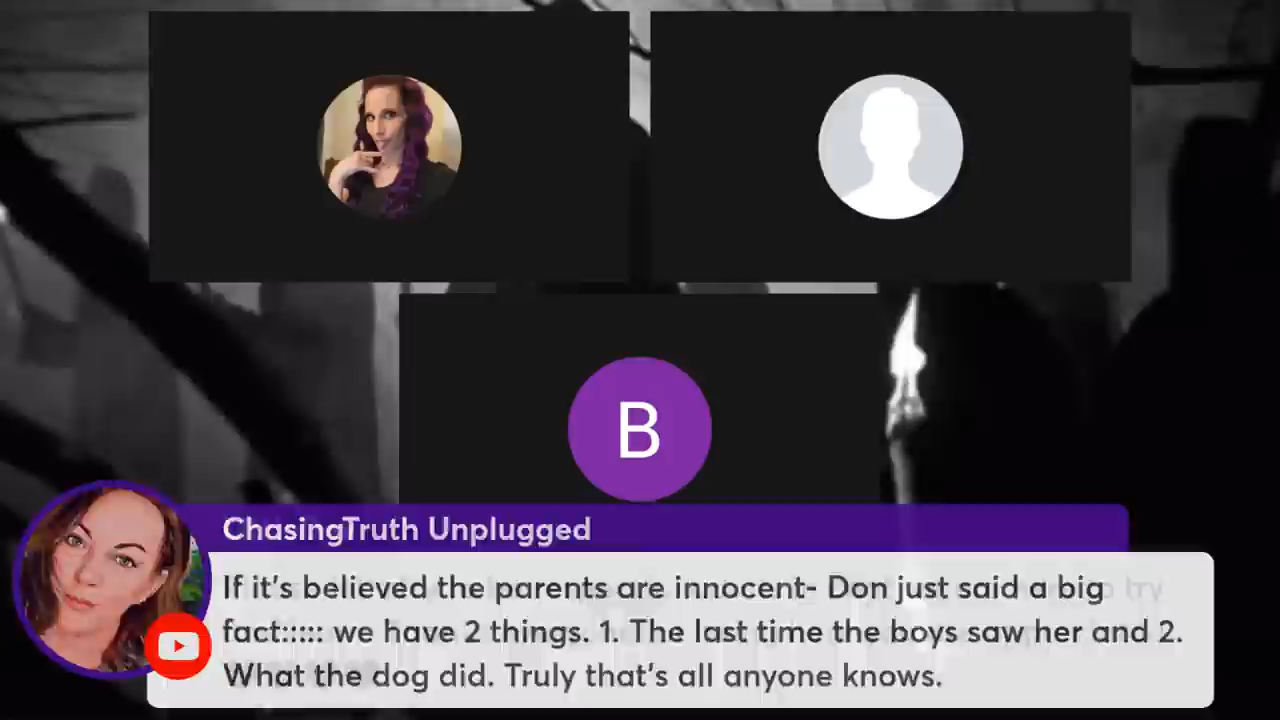 B
ChasingTruth Unplugged
If it's believed the parents are innocent- Don just said a big
fact::::: we have 2 things. 1. The last time the boys saw her and 2.
What the dog did. Truly that's all anyone knows.